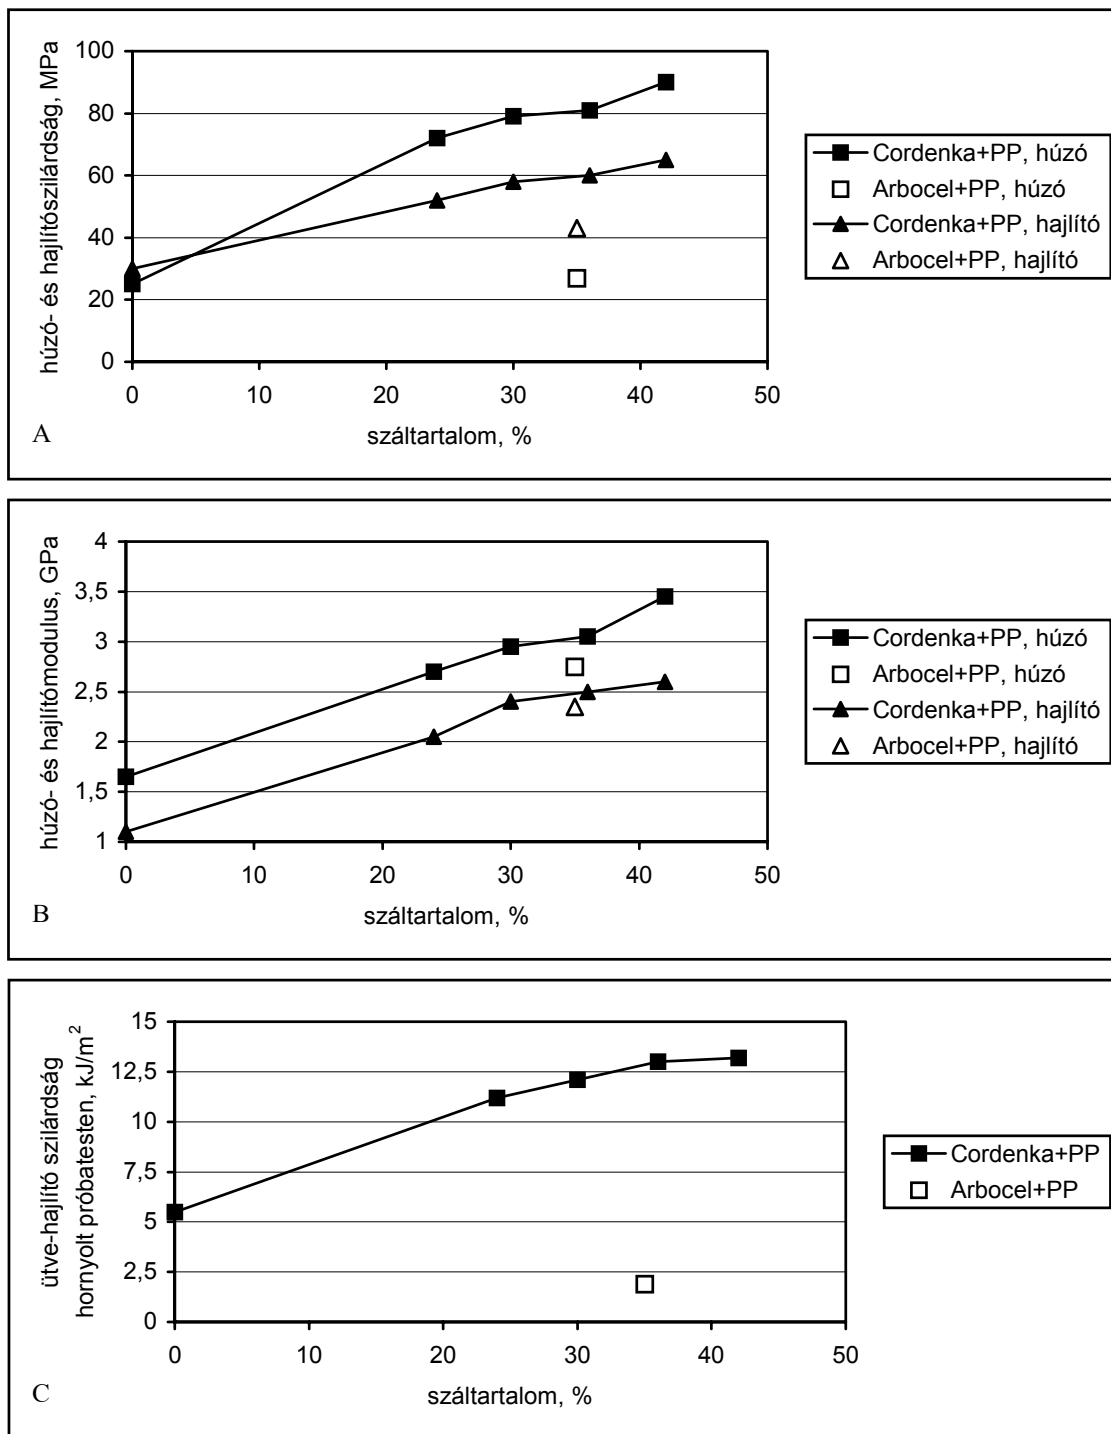 húzó- és hajlítószilárdság, MPa
100
80
60
40
20
0
0 10 20 30 40 50
száltartalom, %
A
Cordenka+PP, húzó
Arbocel+PP, húzó
Cordenka+PP, hajlító
Arbocel+PP, hajlító
húzó- és hajlítómodulus, GPa
4
3,5
3
2,5
2
1,5
1
0 10 20 30 40 50
száltartalom, %
B
Cordenka+PP, húzó
Arbocel+PP, húzó
Cordenka+PP, hajlító
Arbocel+PP, hajlító
ütve-hajlító szilárdság
hornyolt próbatesten, kJ/m²
15
12,5
10
7,5
5
2,5
0
0 10 20 30 40 50
száltartalom, %
C
Cordenka+PP
Arbocel+PP